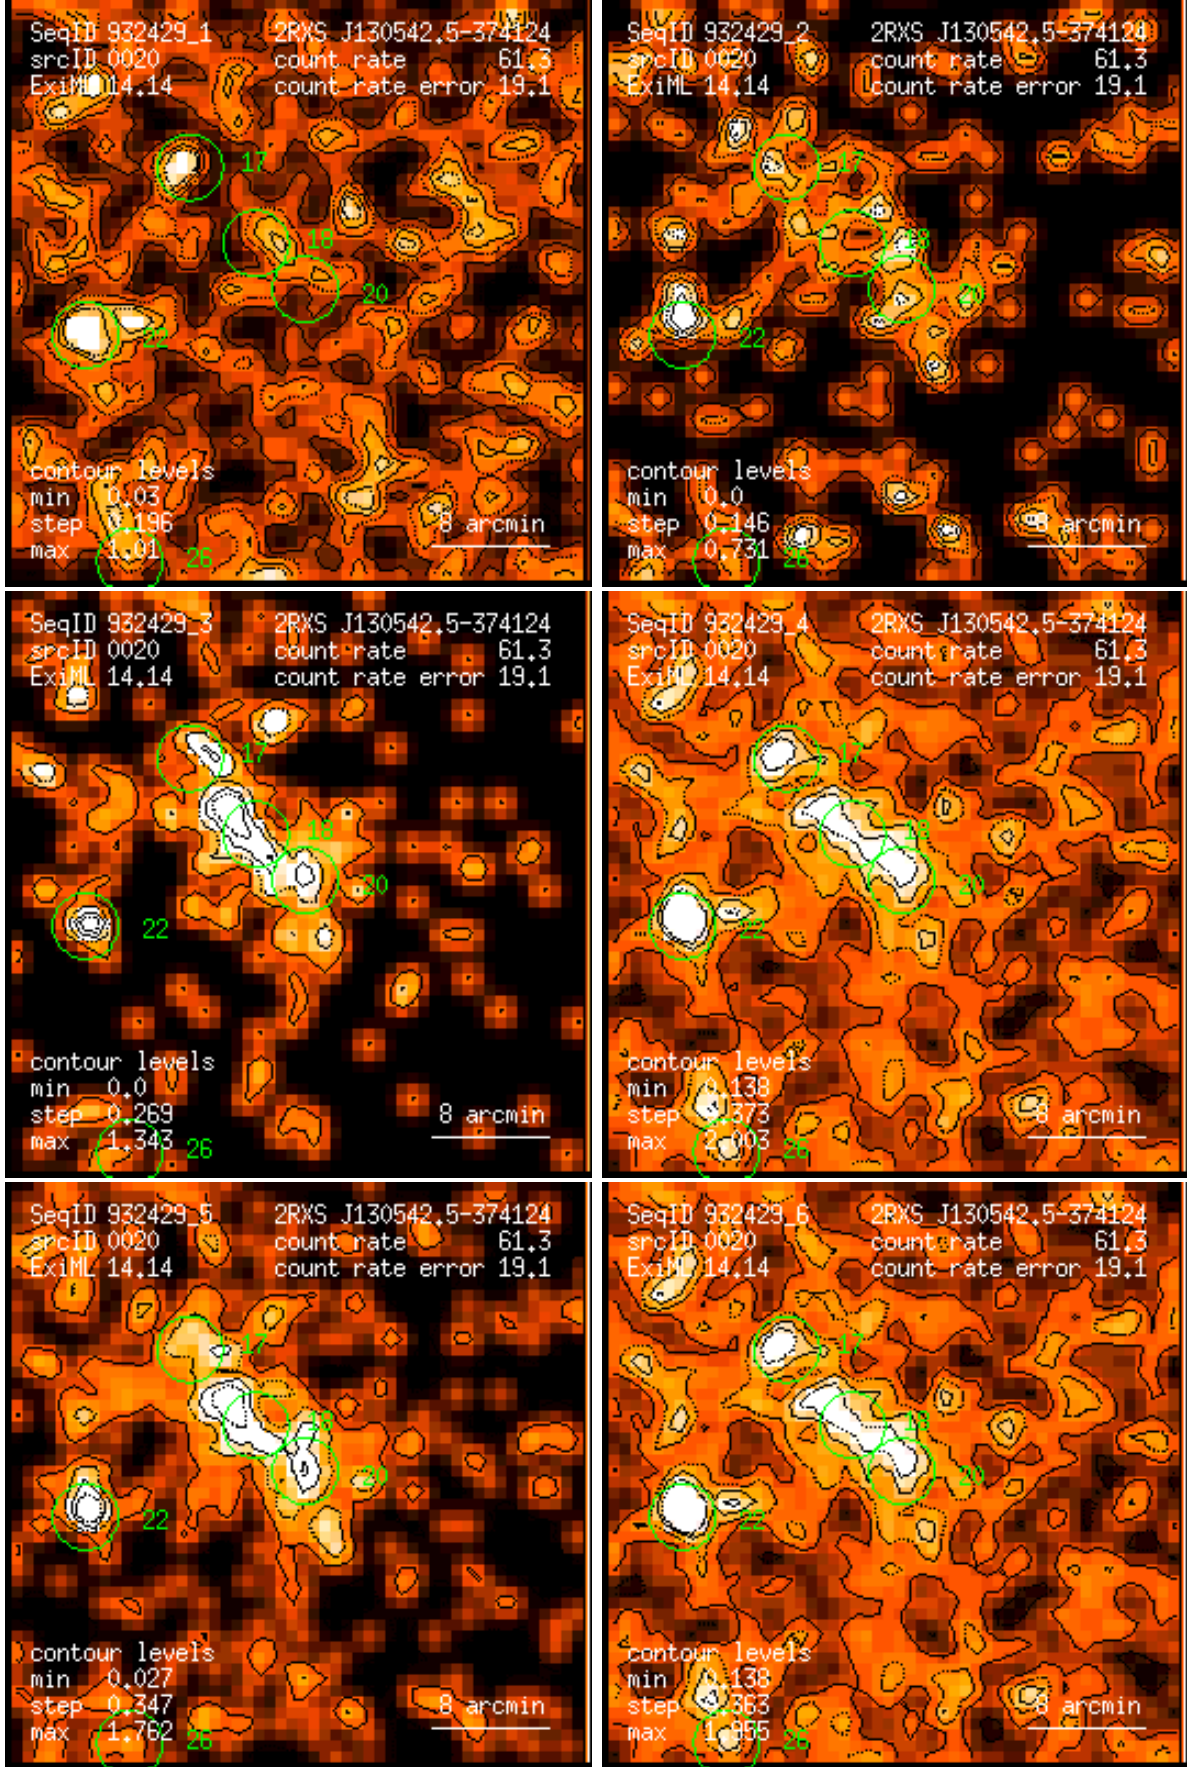 SeqID 932429_1 2RXS J130542.5-374124
srcID 0020 count rate 61.3
ExiML 14.14 count rate error 19.1
17
18
20
22
contour levels
min 0.03
step 0.196
max 1.01
8 arcmin
26
SeqID 932429_2 2RXS J130542.5-374124
srcID 0020 count rate 61.3
ExiML 14.14 count rate error 19.1
17
18
20
22
contour levels
min 0.0
step 0.146
max 0.731
8 arcmin
26
SeqID 932429_3 2RXS J130542.5-374124
srcID 0020 count rate 61.3
ExiML 14.14 count rate error 19.1
17
18
20
22
contour levels
min 0.0
step 0.269
max 1.343
8 arcmin
26
SeqID 932429_4 2RXS J130542.5-374124
srcID 0020 count rate 61.3
ExiML 14.14 count rate error 19.1
17
18
20
22
contour levels
min 0.138
step 0.373
max 2.003
8 arcmin
26
SeqID 932429_5 2RXS J130542.5-374124
srcID 0020 count rate 61.3
ExiML 14.14 count rate error 19.1
17
18
20
22
contour levels
min 0.027
step 0.347
max 1.762
8 arcmin
26
SeqID 932429_6 2RXS J130542.5-374124
srcID 0020 count rate 61.3
ExiML 14.14 count rate error 19.1
17
18
20
22
contour levels
min 0.138
step 0.363
max 1.955
8 arcmin
26